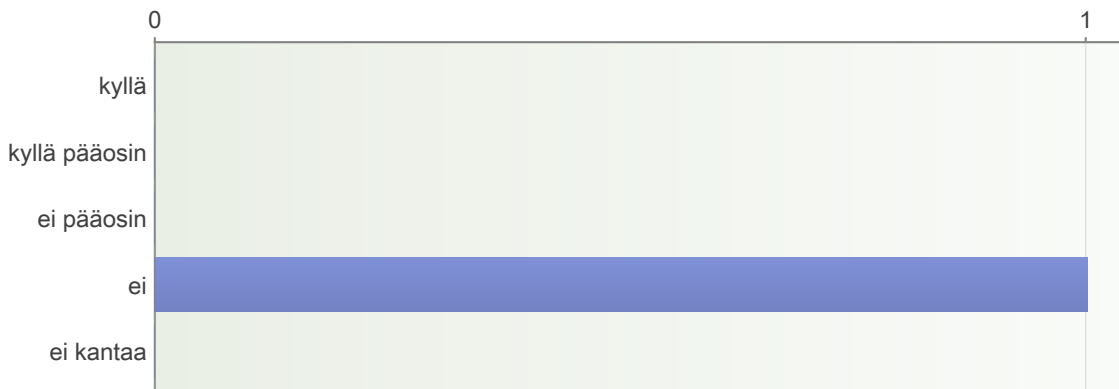 0 1
kyllä
kyllä pääosin
ei pääosin
ei
ei kantaa